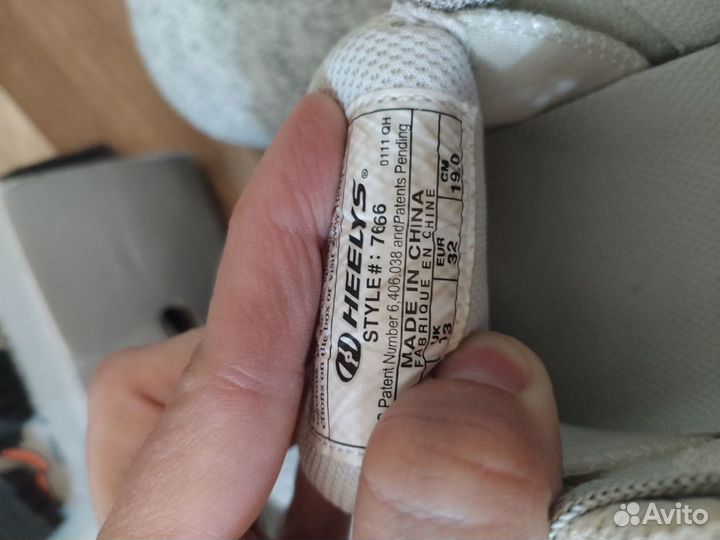 HEELYS®
STYLE#: 7666
0111 QH
Patent Number 6,406,038 and Patents Pending
MADE IN CHINA
FABRIQUE EN CHINE
UK EUR CM
13 32 19.0
Avito